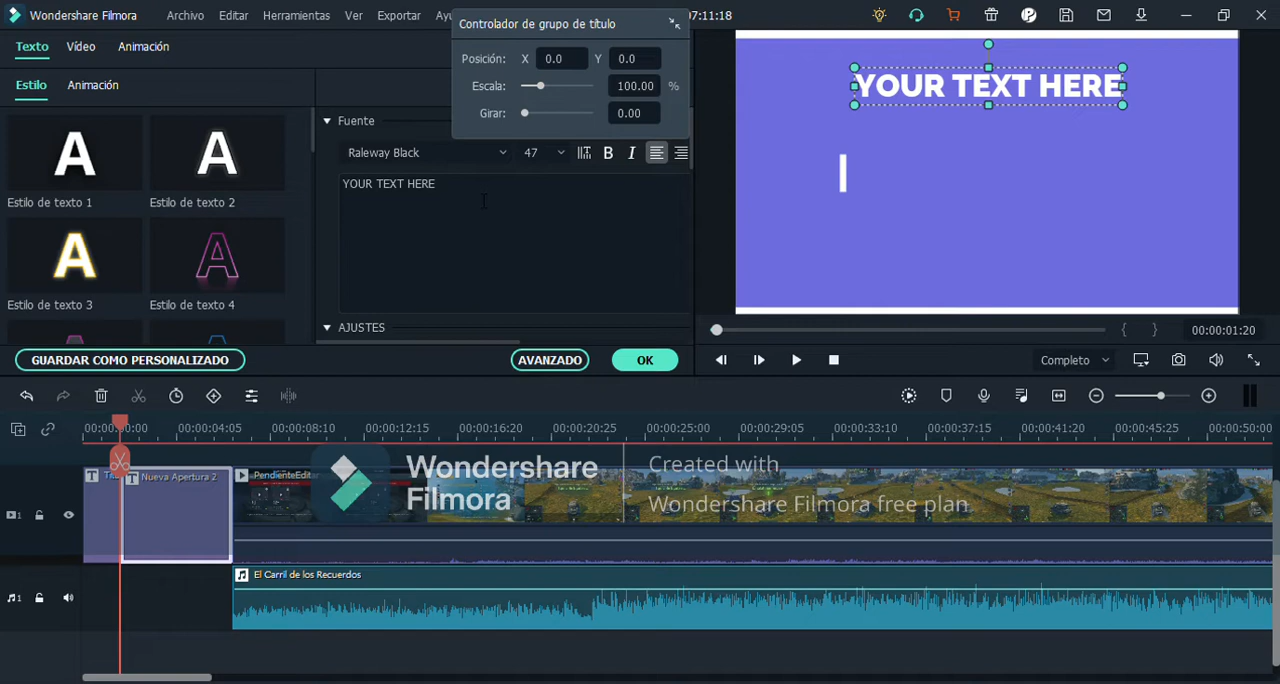 Wondershare Filmora Archivo Editar Herramientas Ver Exportar 07:11:18
Controlador de grupo de título
Texto Vídeo Animación
Posición: X 0.0 Y 0.0
Estilo Animación
Escala: 100.00 %
Girar: 0.00
Fuente
Raleway Black 47 B I
YOUR TEXT HERE
YOUR TEXT HERE
Estilo de texto 1 Estilo de texto 2
Estilo de texto 3 Estilo de texto 4
AJUSTES
00:00:01:20
GUARDAR COMO PERSONALIZADO AVANZADO OK
Completo
00:00:00:00 00:00:04:05 00:00:08:10 00:00:12:15 00:00:16:20 00:00:20:25 00:00:25:00 00:00:29:05 00:00:33:10 00:00:37:15 00:00:41:20 00:00:45:25 00:00:50:00
Nueva Apertura 2 PendienteEdit
Wondershare
Filmora
Created with
Wondershare Filmora free plan
El Carril de los Recuerdos